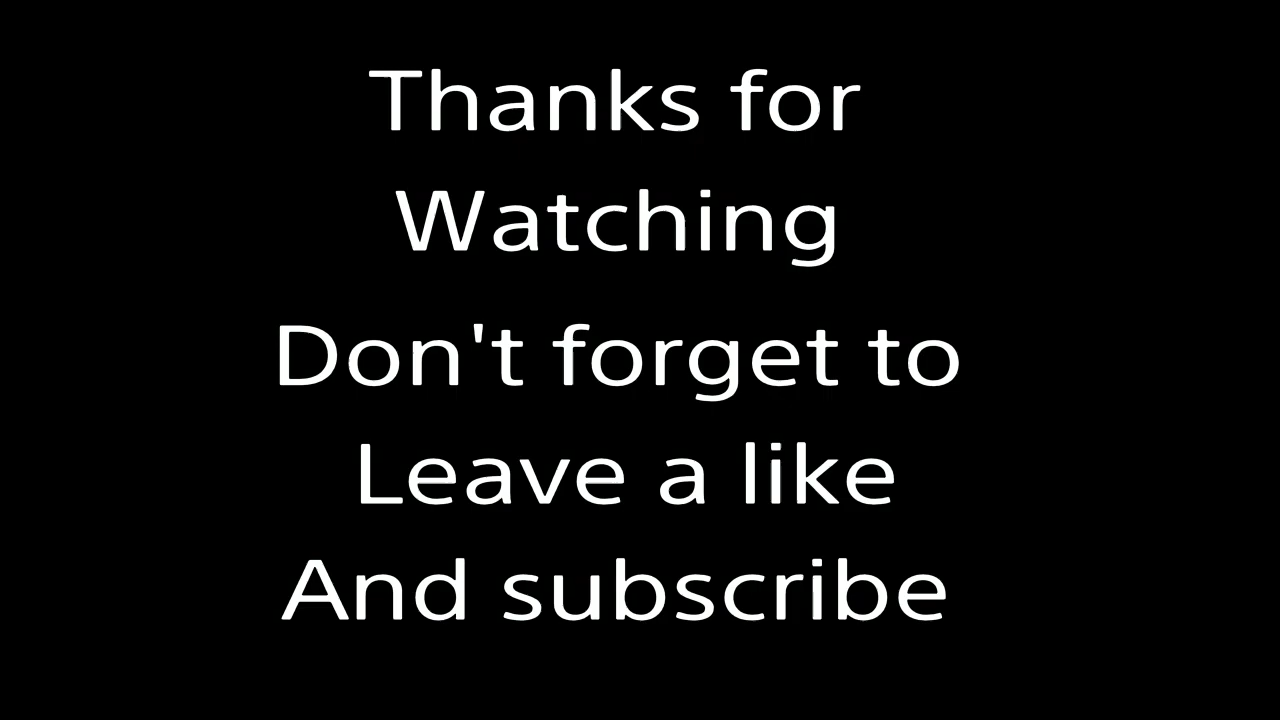 Thanks for
Watching
Don't forget to
Leave a like
And subscribe